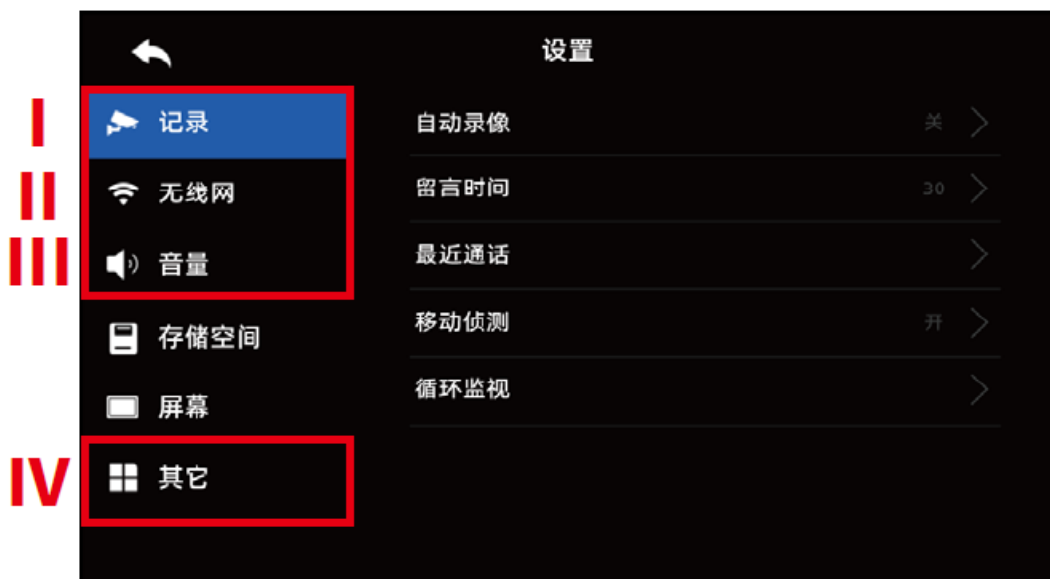 设置
I
记录
II
无线网
III
音量
存储空间
屏幕
IV
其它
自动录像 关
留言时间 30
最近通话
移动侦测 开
循环监视